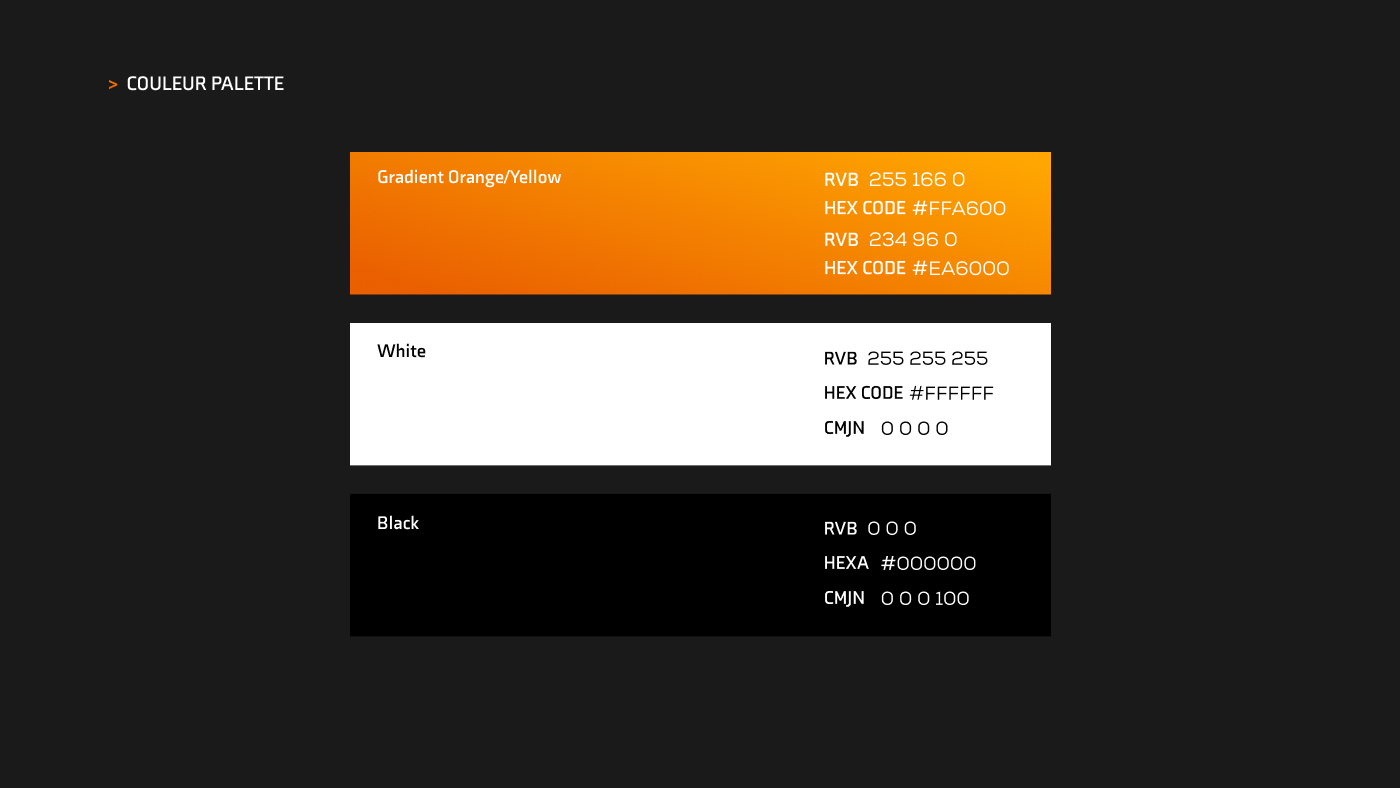 > COULEUR PALETTE
Gradient Orange/Yellow
RVB 255 166 0
HEX CODE #FFA600
RVB 234 96 0
HEX CODE #EA6000
White
RVB 255 255 255
HEX CODE #FFFFFF
CMJN 0 0 0 0
Black
RVB 0 0 0
HEXA #000000
CMJN 0 0 0 100